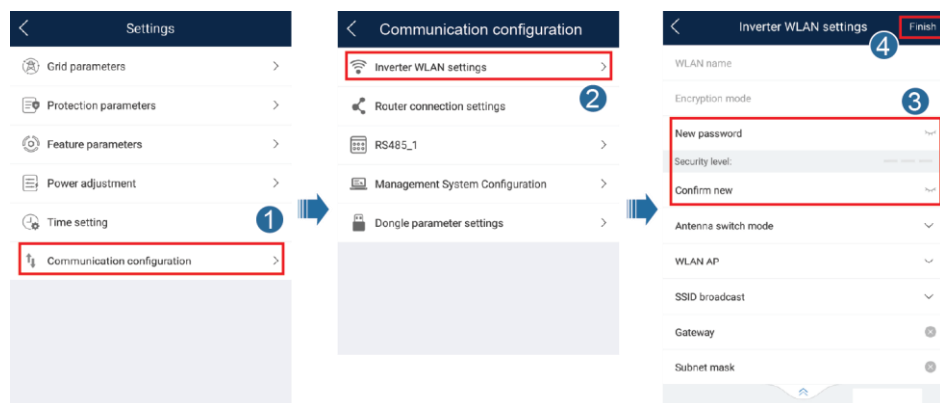 Settings
Grid parameters
Protection parameters
Feature parameters
Power adjustment
Time setting
1
Communication configuration
Communication configuration
Inverter WLAN settings
2
Router connection settings
RS485_1
Management System Configuration
Dongle parameter settings
Inverter WLAN settings
Finish
4
WLAN name
Encryption mode
3
New password
Security level:
Confirm new
Antenna switch mode
WLAN AP
SSID broadcast
Gateway
Subnet mask